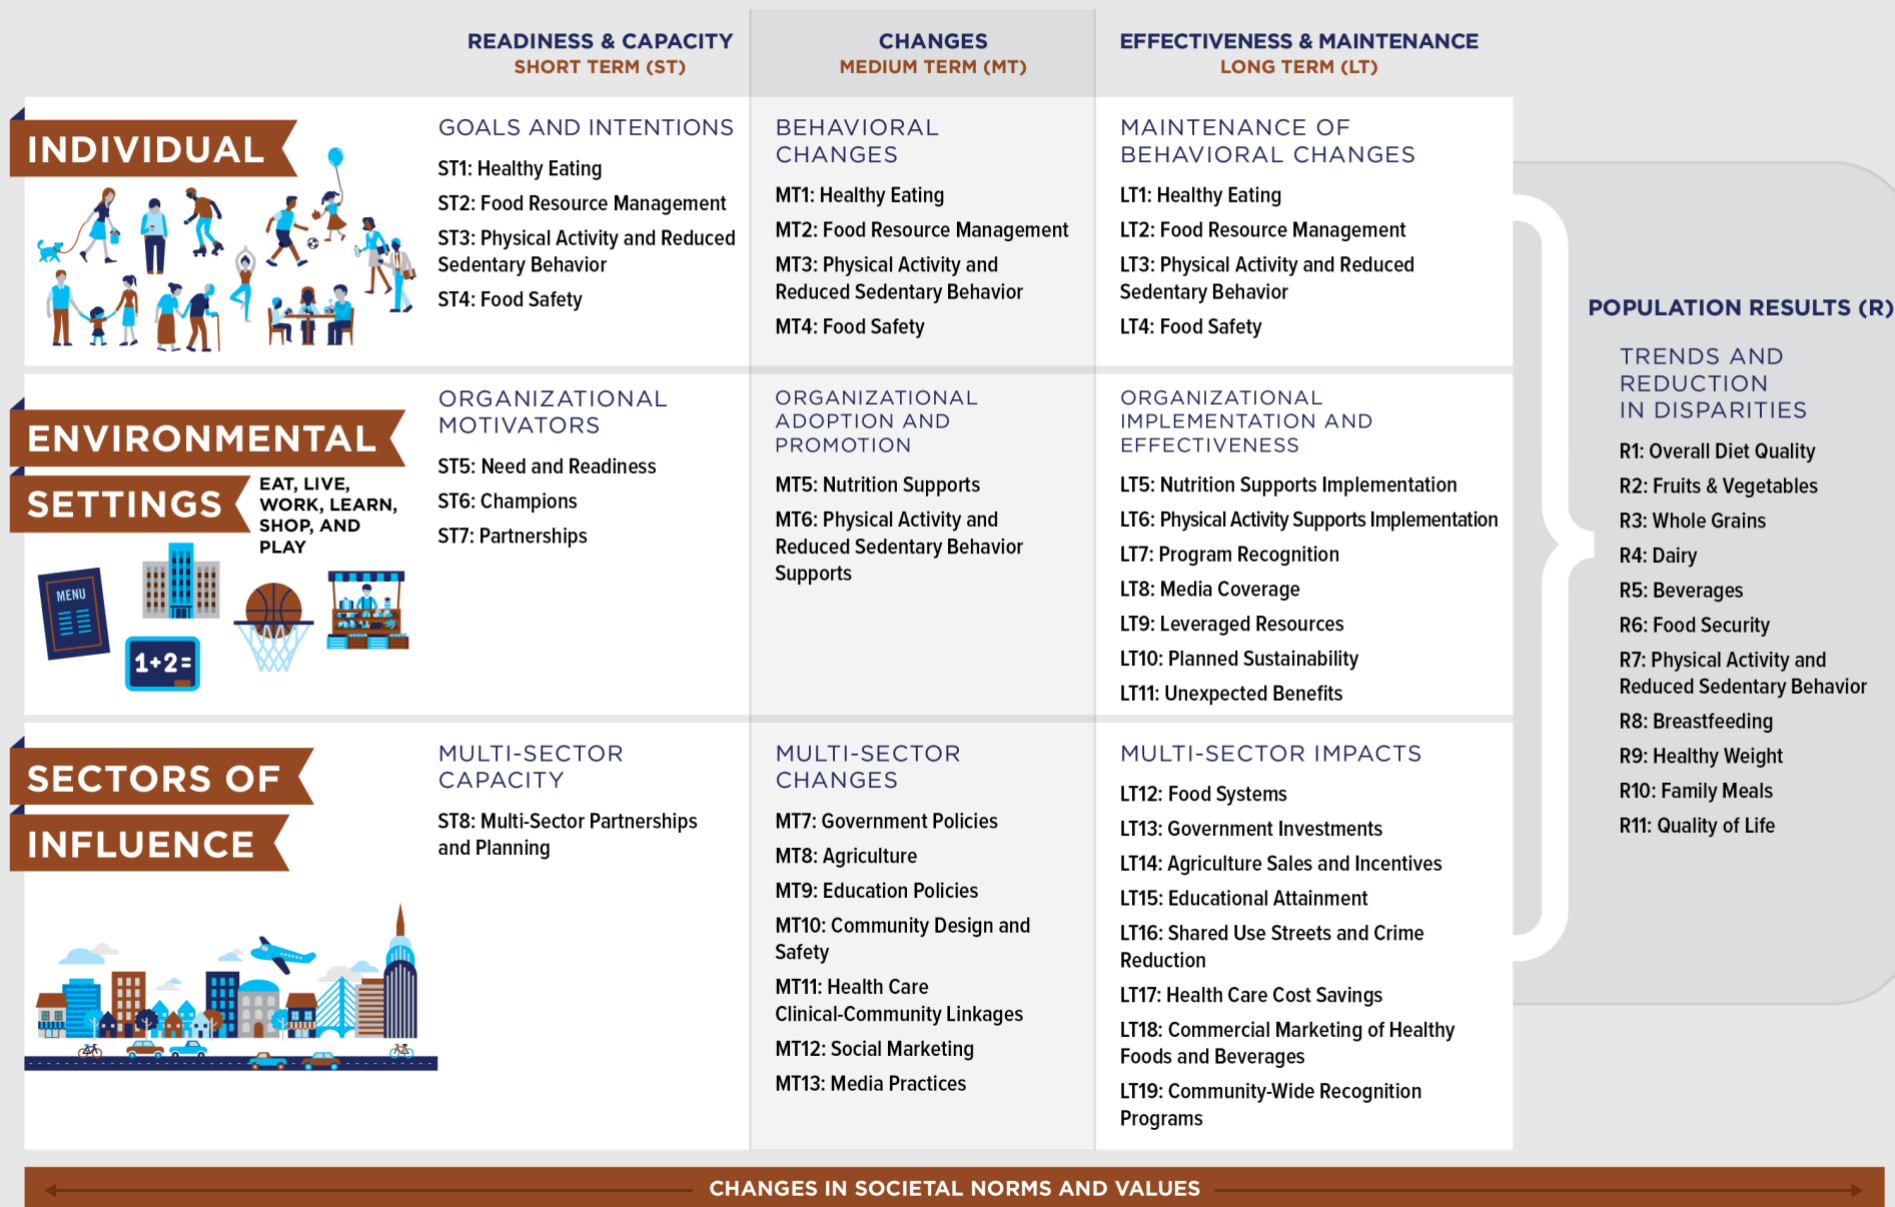 READINESS & CAPACITY
SHORT TERM (ST)
CHANGES
MEDIUM TERM (MT)
EFFECTIVENESS & MAINTENANCE
LONG TERM (LT)
INDIVIDUAL
GOALS AND INTENTIONS
ST1: Healthy Eating
ST2: Food Resource Management
ST3: Physical Activity and Reduced
Sedentary Behavior
ST4: Food Safety
BEHAVIORAL
CHANGES
MT1: Healthy Eating
MT2: Food Resource Management
MT3: Physical Activity and
Reduced Sedentary Behavior
MT4: Food Safety
MAINTENANCE OF
BEHAVIORAL CHANGES
LT1: Healthy Eating
LT2: Food Resource Management
LT3: Physical Activity and Reduced
Sedentary Behavior
LT4: Food Safety
ENVIRONMENTAL
SETTINGS
EAT, LIVE,
WORK, LEARN,
SHOP, AND
PLAY
MENU
1+2=
ORGANIZATIONAL
MOTIVATORS
ST5: Need and Readiness
ST6: Champions
ST7: Partnerships
ORGANIZATIONAL
ADOPTION AND
PROMOTION
MT5: Nutrition Supports
MT6: Physical Activity and
Reduced Sedentary Behavior
Supports
ORGANIZATIONAL
IMPLEMENTATION AND
EFFECTIVENESS
LT5: Nutrition Supports Implementation
LT6: Physical Activity Supports Implementation
LT7: Program Recognition
LT8: Media Coverage
LT9: Leveraged Resources
LT10: Planned Sustainability
LT11: Unexpected Benefits
SECTORS OF
INFLUENCE
MULTI-SECTOR
CAPACITY
ST8: Multi-Sector Partnerships
and Planning
MULTI-SECTOR
CHANGES
MT7: Government Policies
MT8: Agriculture
MT9: Education Policies
MT10: Community Design and
Safety
MT11: Health Care
Clinical-Community Linkages
MT12: Social Marketing
MT13: Media Practices
MULTI-SECTOR IMPACTS
LT12: Food Systems
LT13: Government Investments
LT14: Agriculture Sales and Incentives
LT15: Educational Attainment
LT16: Shared Use Streets and Crime
Reduction
LT17: Health Care Cost Savings
LT18: Commercial Marketing of Healthy
Foods and Beverages
LT19: Community-Wide Recognition
Programs
POPULATION RESULTS (R)
TRENDS AND
REDUCTION
IN DISPARITIES
R1: Overall Diet Quality
R2: Fruits & Vegetables
R3: Whole Grains
R4: Dairy
R5: Beverages
R6: Food Security
R7: Physical Activity and
Reduced Sedentary Behavior
R8: Breastfeeding
R9: Healthy Weight
R10: Family Meals
R11: Quality of Life
CHANGES IN SOCIETAL NORMS AND VALUES